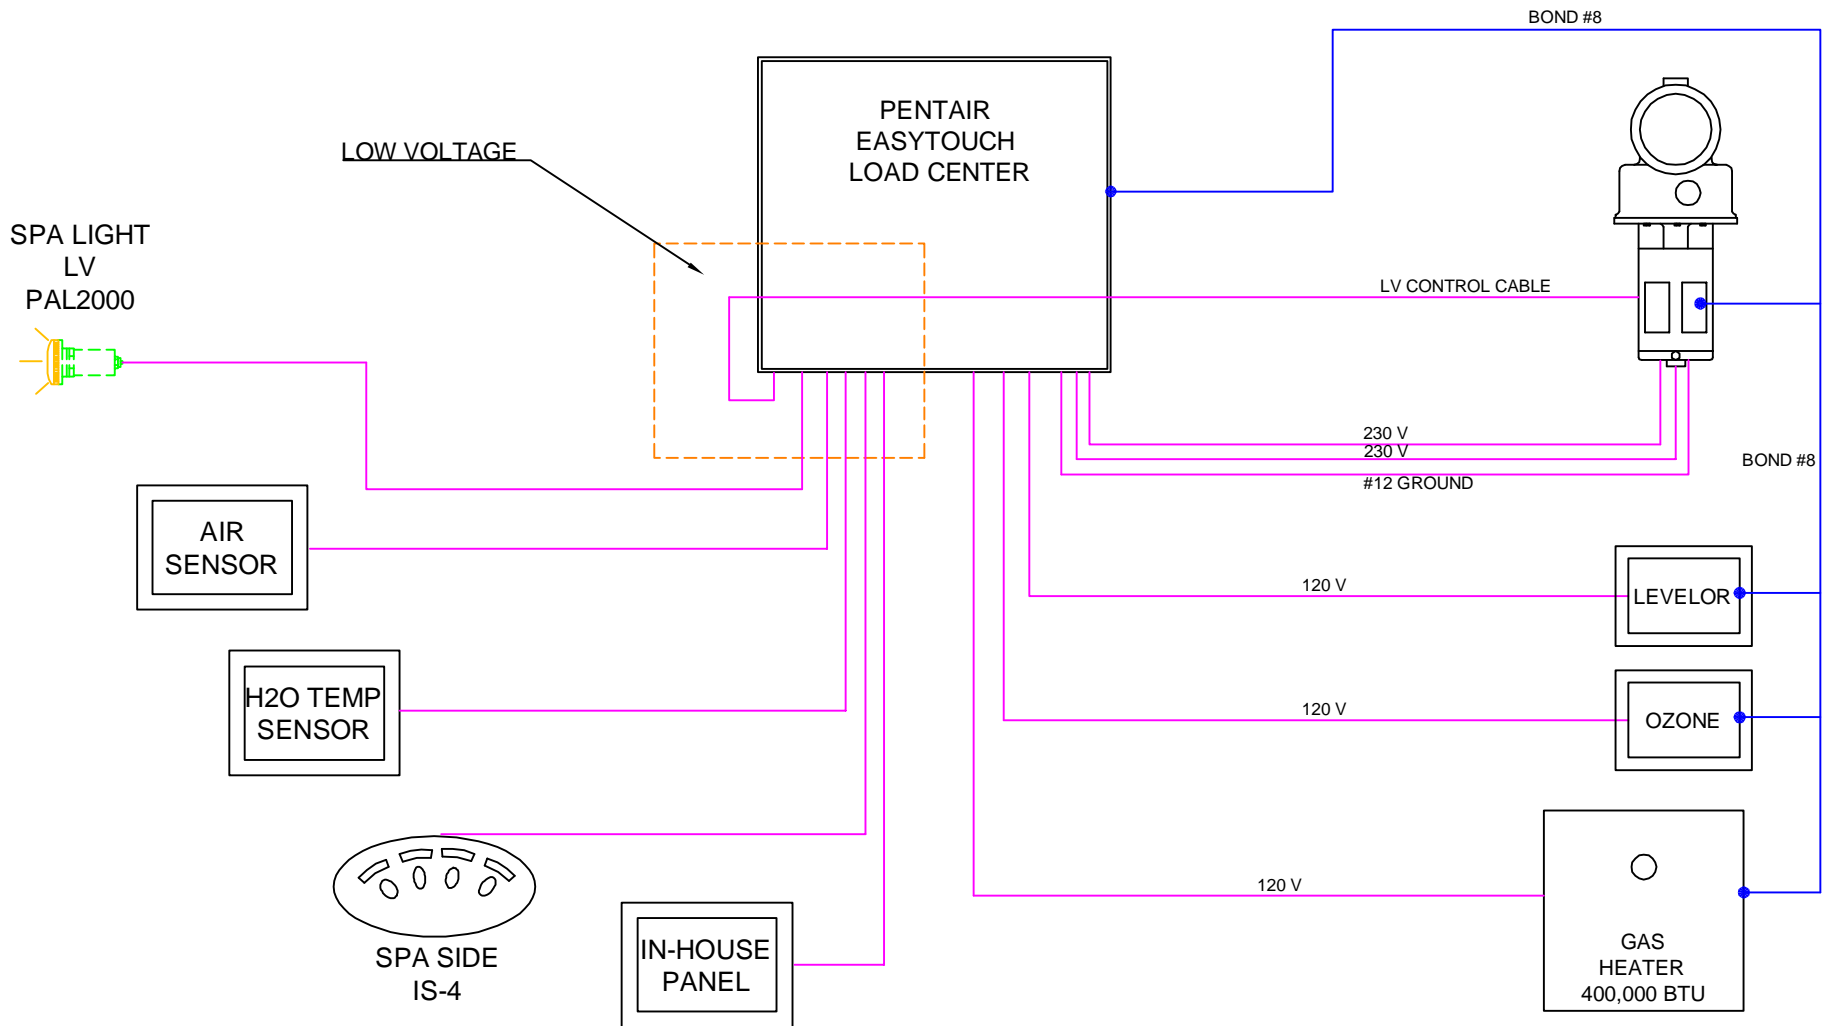 BOND #8
PENTAIR
EASYTOUCH
LOAD CENTER
LOW VOLTAGE
SPA LIGHT
LV
PAL2000
LV CONTROL CABLE
230 V
230 V
#12 GROUND
BOND #8
AIR
SENSOR
120 V
LEVELOR
H2O TEMP
SENSOR
120 V
OZONE
120 V
SPA SIDE
IS-4
IN-HOUSE
PANEL
GAS
HEATER
400,000 BTU